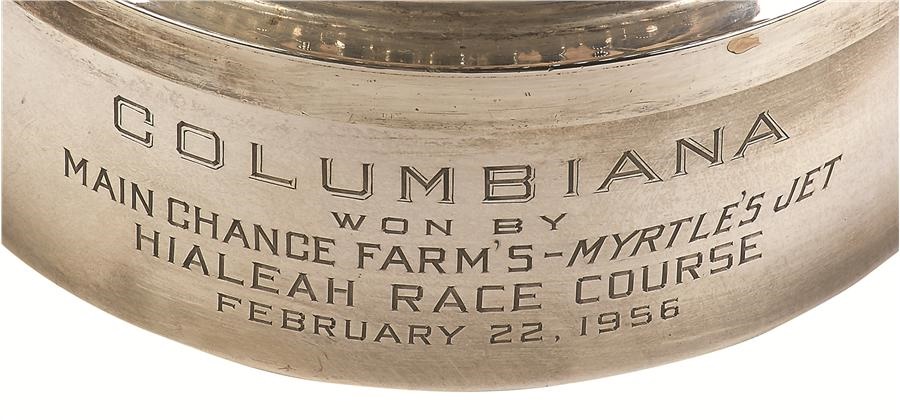 COLUMBIANA
WON BY
MAIN CHANCE FARM'S-MYRTLE'S JET
HIALEAH RACE COURSE
FEBRUARY 22, 1956